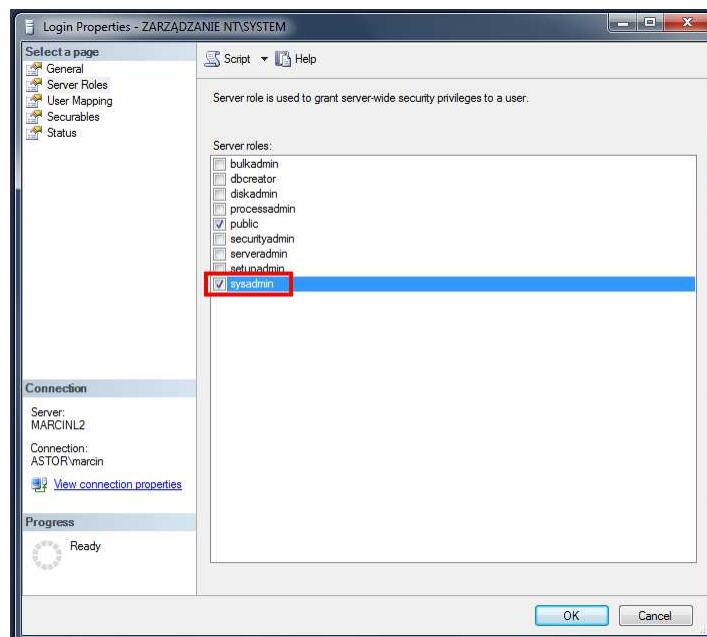 Login Properties - ZARZĄDZANIE NT\SYSTEM
Select a page
General
Server Roles
User Mapping
Securables
Status
Script
Help
Server role is used to grant server-wide security privileges to a user.
Server roles:
bulkadmin
dbcreator
diskadmin
processadmin
public
securityadmin
serveradmin
setupadmin
sysadmin
Connection
Server:
MARCINL2
Connection:
ASTOR\marcin
View connection properties
Progress
Ready
OK
Cancel